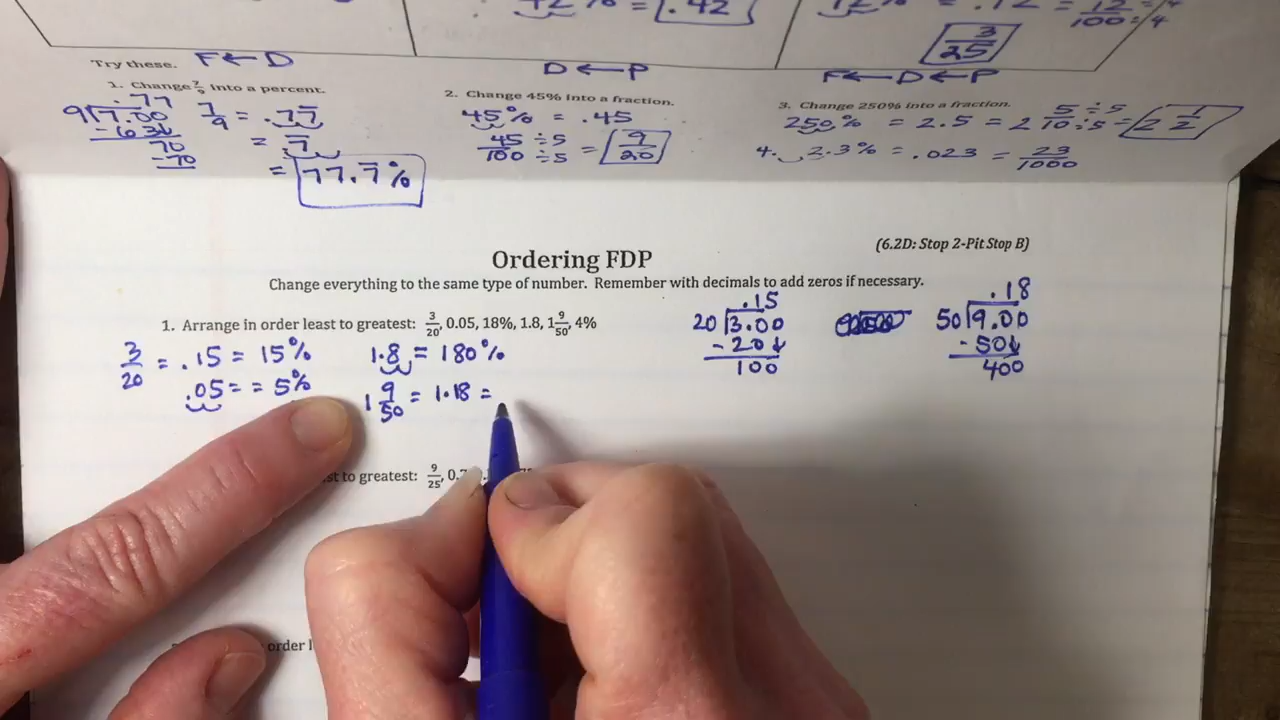 = .42
100
3
25
Try these. F ← D
D ← P
F ← D ← P
1. Change 7/9 into a percent.
.77
9 7.00
-63
70
-70
7/9 = .77
= .7
= 77.7%
2. Change 45% into a fraction.
45% = .45
45/100 ÷5/÷5 = 9/20
3. Change 250% into a fraction.
250% = 2.5 = 2 5/10 ÷5/÷5 = 2 1/2
4. 2.3% = .023 = 23/1000
(6.2D: Stop 2-Pit Stop B)
Ordering FDP
Change everything to the same type of number. Remember with decimals to add zeros if necessary.
1. Arrange in order least to greatest: 3/20, 0.05, 18%, 1.8, 1 9/50, 4%
3/20 = .15 = 15%
.05 = = 5%
1.8 = 180%
1 9/50 = 1.18 =
.15
20 3.00
-20
100
.18
50 9.00
-50
400
to greatest: 9/25,
order